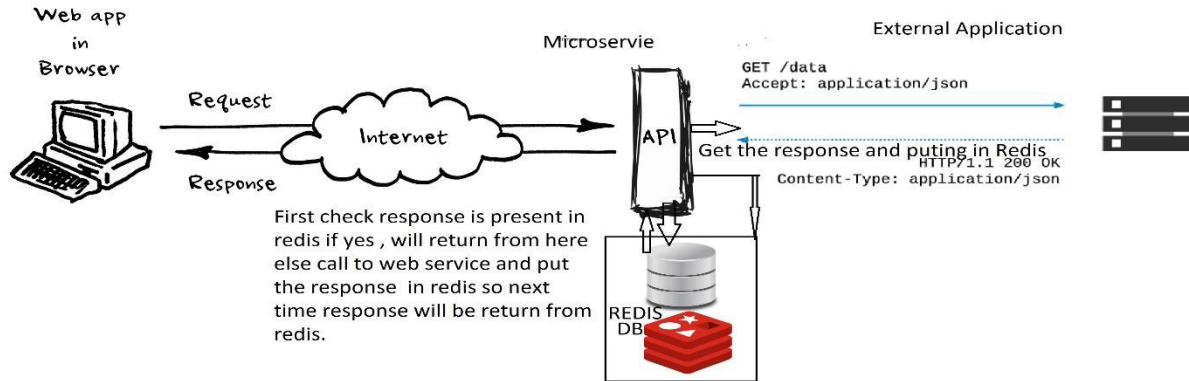 Web app
in
Browser
Request
Internet
Response
Microservie
API
External Application
GET /data
Accept: application/json
Get the response and puting in Redis
HTTP/1.1 200 OK
Content-Type: application/json
First check response is present in
redis if yes , will return from here
else call to web service and put
the response in redis so next
time response will be return from
redis.
REDIS
DB